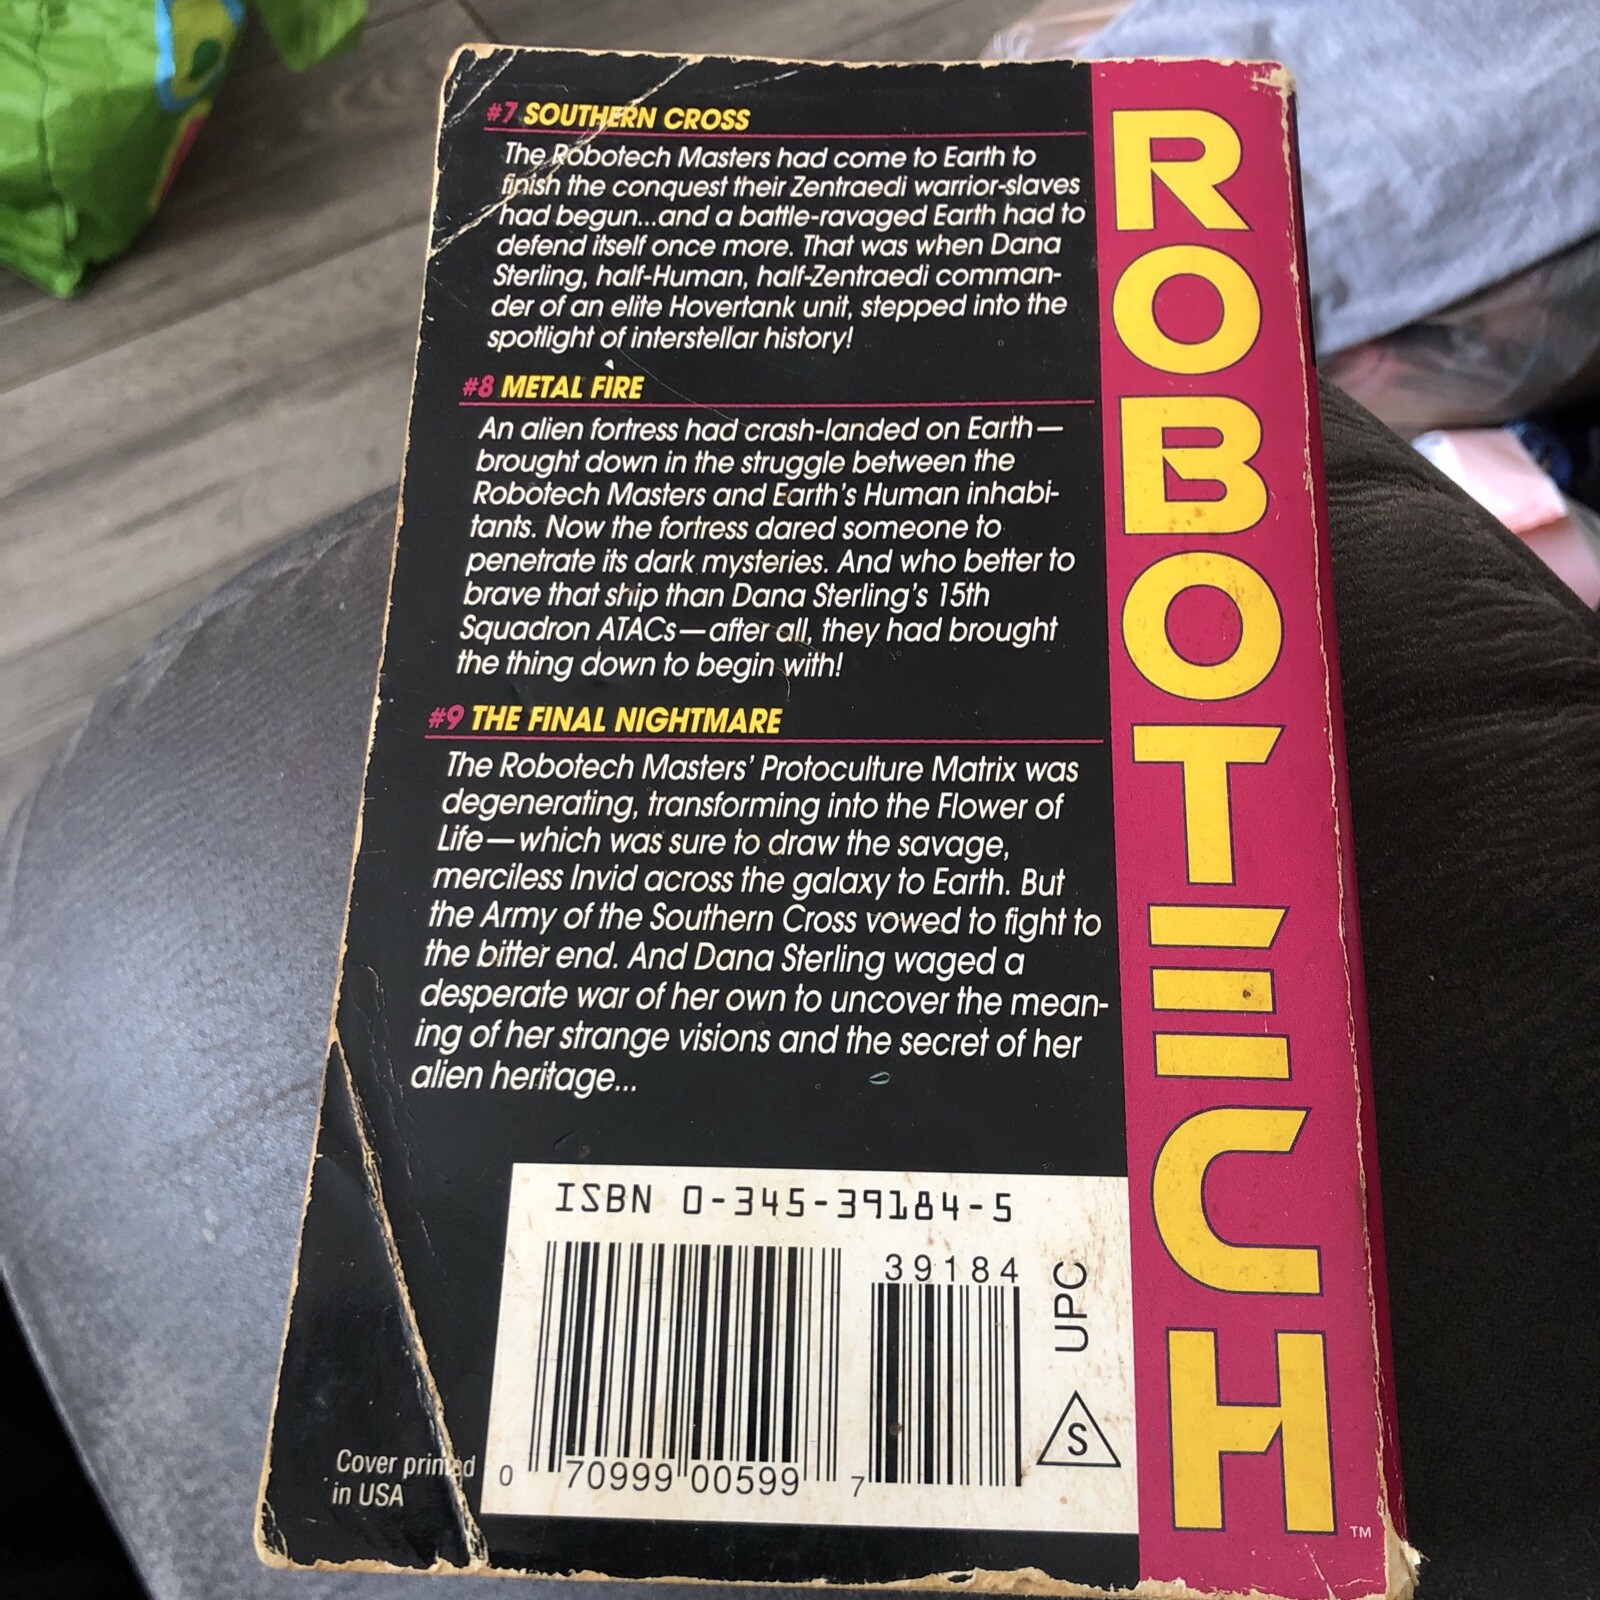 #7 SOUTHERN CROSS
The Robotech Masters had come to Earth to
finish the conquest their Zentraedi warrior-slaves
had begun...and a battle-ravaged Earth had to
defend itself once more. That was when Dana
Sterling, half-Human, half-Zentraedi comman-
der of an elite Hovertank unit, stepped into the
spotlight of interstellar history!
#8 METAL FIRE
An alien fortress had crash-landed on Earth—
brought down in the struggle between the
Robotech Masters and Earth's Human inhabi-
tants. Now the fortress dared someone to
penetrate its dark mysteries. And who better to
brave that ship than Dana Sterling's 15th
Squadron ATACs—after all, they had brought
the thing down to begin with!
#9 THE FINAL NIGHTMARE
The Robotech Masters' Protoculture Matrix was
degenerating, transforming into the Flower of
Life—which was sure to draw the savage,
merciless Invid across the galaxy to Earth. But
the Army of the Southern Cross vowed to fight to
the bitter end. And Dana Sterling waged a
desperate war of her own to uncover the mean-
ing of her strange visions and the secret of her
alien heritage...
ISBN 0-345-39184-5
39184
0 70999 00599 7
UPC
S
Cover printed
in USA
ROBOTECH
TM